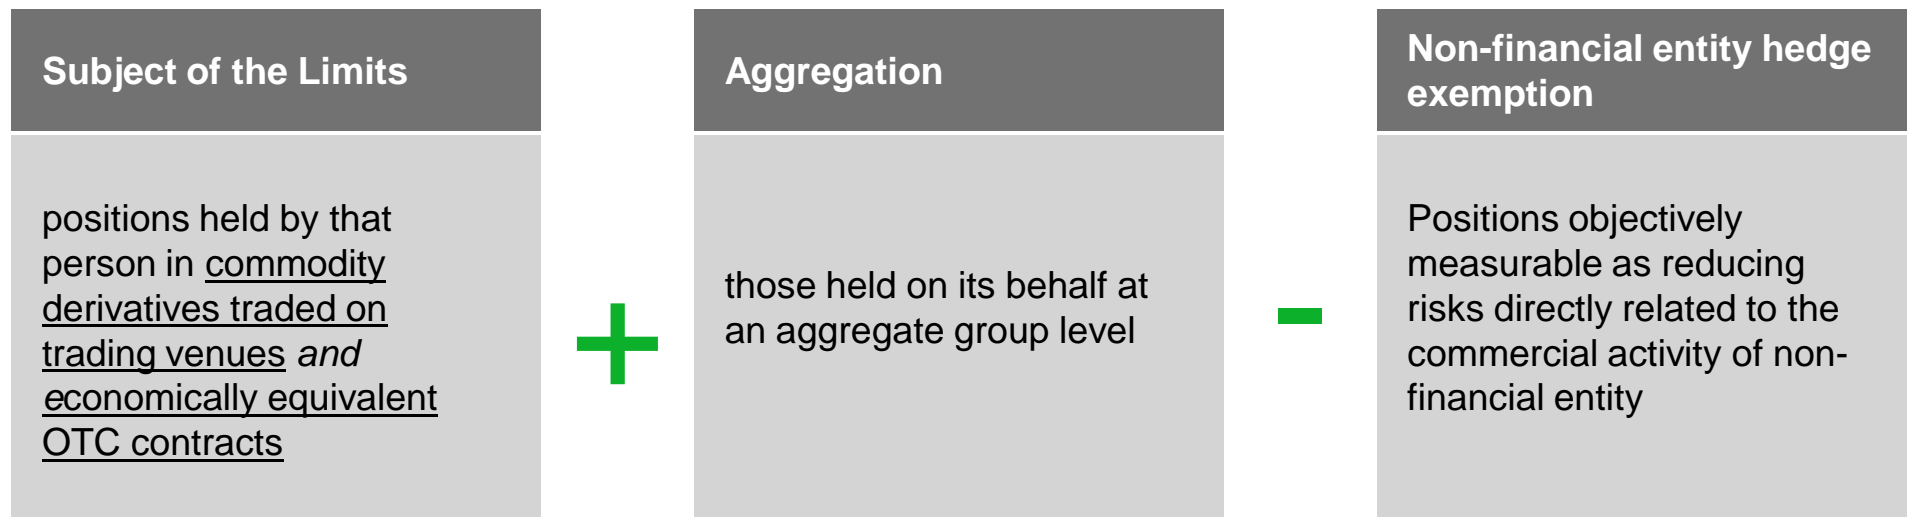 Subject of the Limits
positions held by that
person in commodity
derivatives traded on
trading venues and
economically equivalent
OTC contracts
+
Aggregation
those held on its behalf at
an aggregate group level
-
Non-financial entity hedge
exemption
Positions objectively
measurable as reducing
risks directly related to the
commercial activity of non-
financial entity